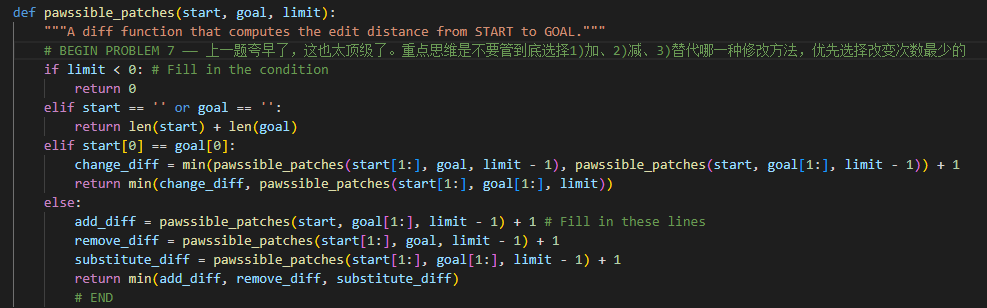 def pawssible_patches(start, goal, limit):
    """A diff function that computes the edit distance from START to GOAL."""
    # BEGIN PROBLEM 7 —— 上一题夸早了，这也太顶级了。重点思维是不要管到底选择1)加、2)减、3)替代哪一种修改方法，优先选择改变次数最少的
    if limit < 0: # Fill in the condition
        return 0
    elif start == '' or goal == '':
        return len(start) + len(goal)
    elif start[0] == goal[0]:
        change_diff = min(pawssible_patches(start[1:], goal, limit - 1), pawssible_patches(start, goal[1:], limit - 1)) + 1
        return min(change_diff, pawssible_patches(start[1:], goal[1:], limit))
    else:
        add_diff = pawssible_patches(start, goal[1:], limit - 1) + 1 # Fill in these lines
        remove_diff = pawssible_patches(start[1:], goal, limit - 1) + 1
        substitute_diff = pawssible_patches(start[1:], goal[1:], limit - 1) + 1
        return min(add_diff, remove_diff, substitute_diff)
        # END